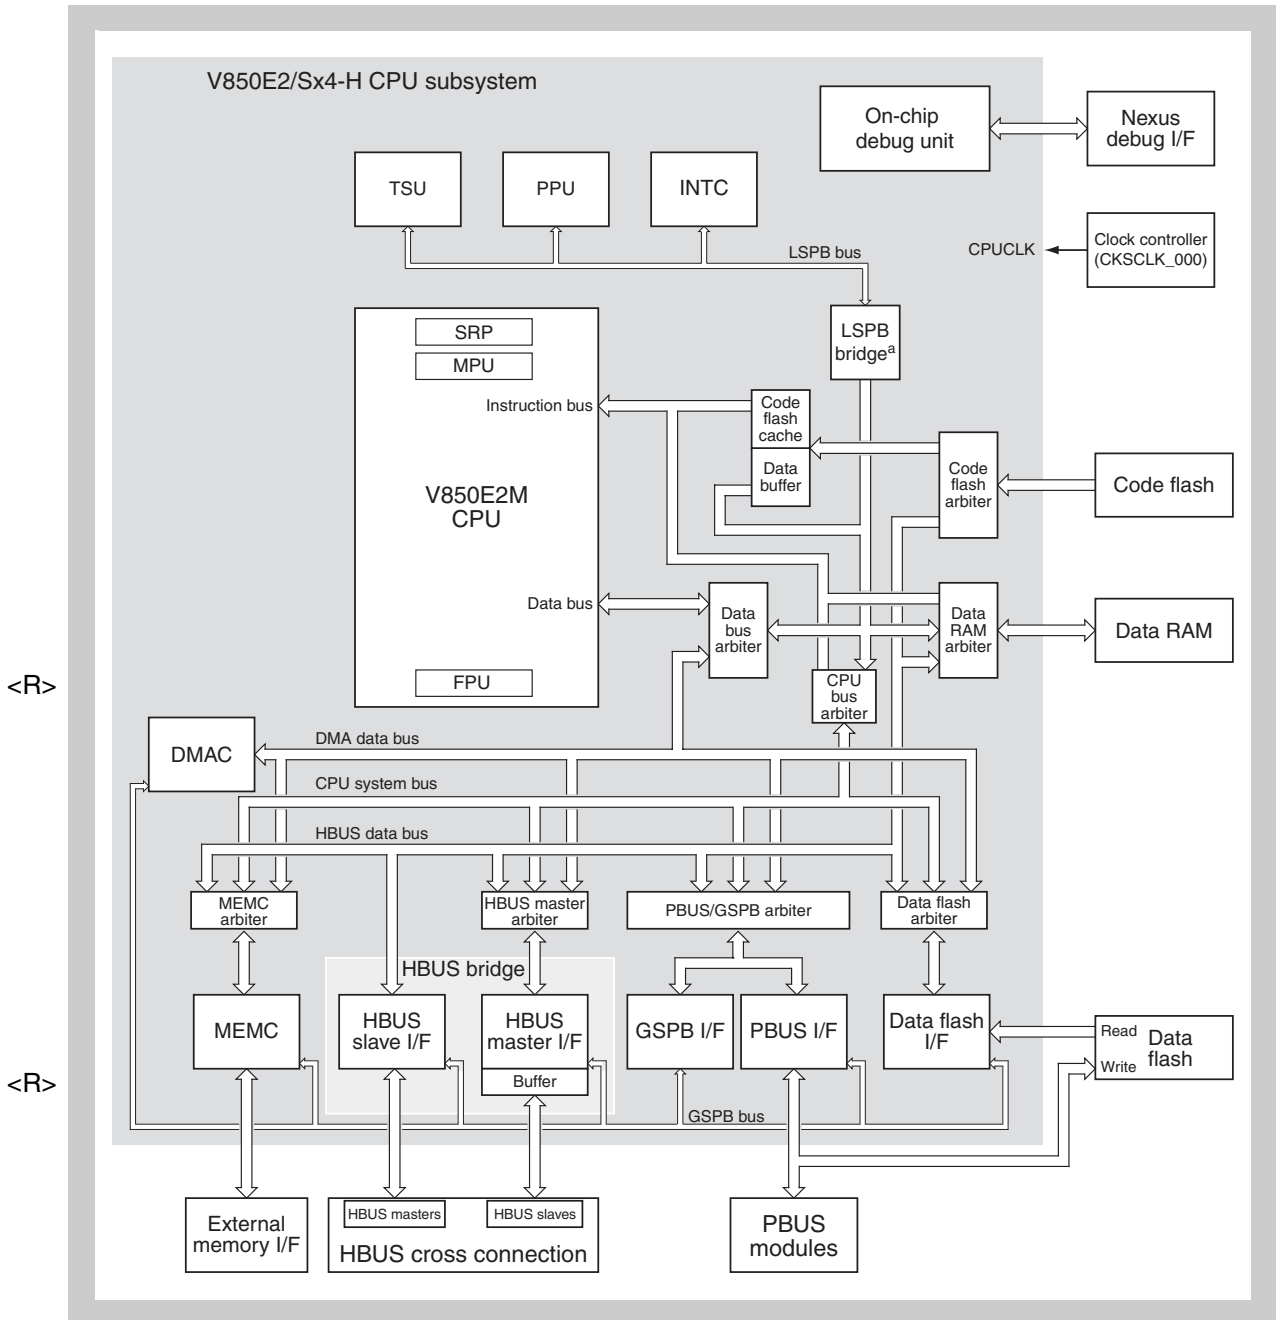 V850E2/Sx4-H CPU subsystem
On-chip
debug unit
Nexus
debug I/F
TSU
PPU
INTC
LSPB bus
CPUCLK
Clock controller
(CKSCLK_000)
LSPB
bridgea
SRP
MPU
Instruction bus
Code
flash
cache
Data
buffer
Code
flash
arbiter
Code flash
V850E2M
CPU
Data bus
Data
bus
arbiter
Data
RAM
arbiter
Data RAM
FPU
CPU
bus
arbiter
<R>
DMAC
DMA data bus
CPU system bus
HBUS data bus
MEMC
arbiter
HBUS master
arbiter
PBUS/GSPB arbiter
Data flash
arbiter
HBUS bridge
MEMC
HBUS
slave I/F
HBUS
master I/F
Buffer
GSPB I/F
PBUS I/F
Data flash
I/F
Read
Write
Data
flash
<R>
GSPB bus
External
memory I/F
HBUS masters
HBUS slaves
HBUS cross connection
PBUS
modules